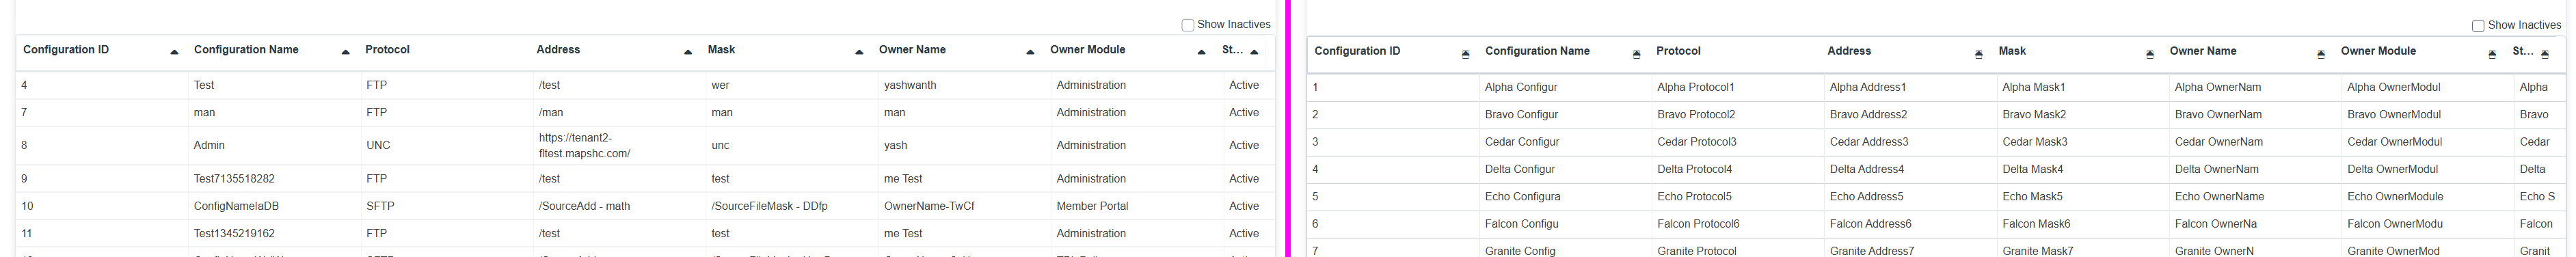 Show Inactives
Configuration ID Configuration Name Protocol Address Mask Owner Name Owner Module St...
4 Test FTP /test wer yashwanth Administration Active
7 man FTP /man man man Administration Active
8 Admin UNC https://tenant2-fltest.mapshc.com/ unc yash Administration Active
9 Test7135518282 FTP /test test me Test Administration Active
10 ConfigNameIaDB SFTP /SourceAdd - math /SourceFileMask - DDfp OwnerName-TwCf Member Portal Active
11 Test1345219162 FTP /test test me Test Administration Active
Show Inactives
Configuration ID Configuration Name Protocol Address Mask Owner Name Owner Module St...
1 Alpha Configur Alpha Protocol1 Alpha Address1 Alpha Mask1 Alpha OwnerNam Alpha OwnerModul Alpha
2 Bravo Configur Bravo Protocol2 Bravo Address2 Bravo Mask2 Bravo OwnerNam Bravo OwnerModul Bravo
3 Cedar Configur Cedar Protocol3 Cedar Address3 Cedar Mask3 Cedar OwnerNam Cedar OwnerModul Cedar
4 Delta Configur Delta Protocol4 Delta Address4 Delta Mask4 Delta OwnerNam Delta OwnerModul Delta
5 Echo Configura Echo Protocol5 Echo Address5 Echo Mask5 Echo OwnerName Echo OwnerModule Echo S
6 Falcon Configu Falcon Protocol6 Falcon Address6 Falcon Mask6 Falcon OwnerNa Falcon OwnerModu Falcon
7 Granite Config Granite Protocol Granite Address7 Granite Mask7 Granite OwnerN Granite OwnerMod Granit